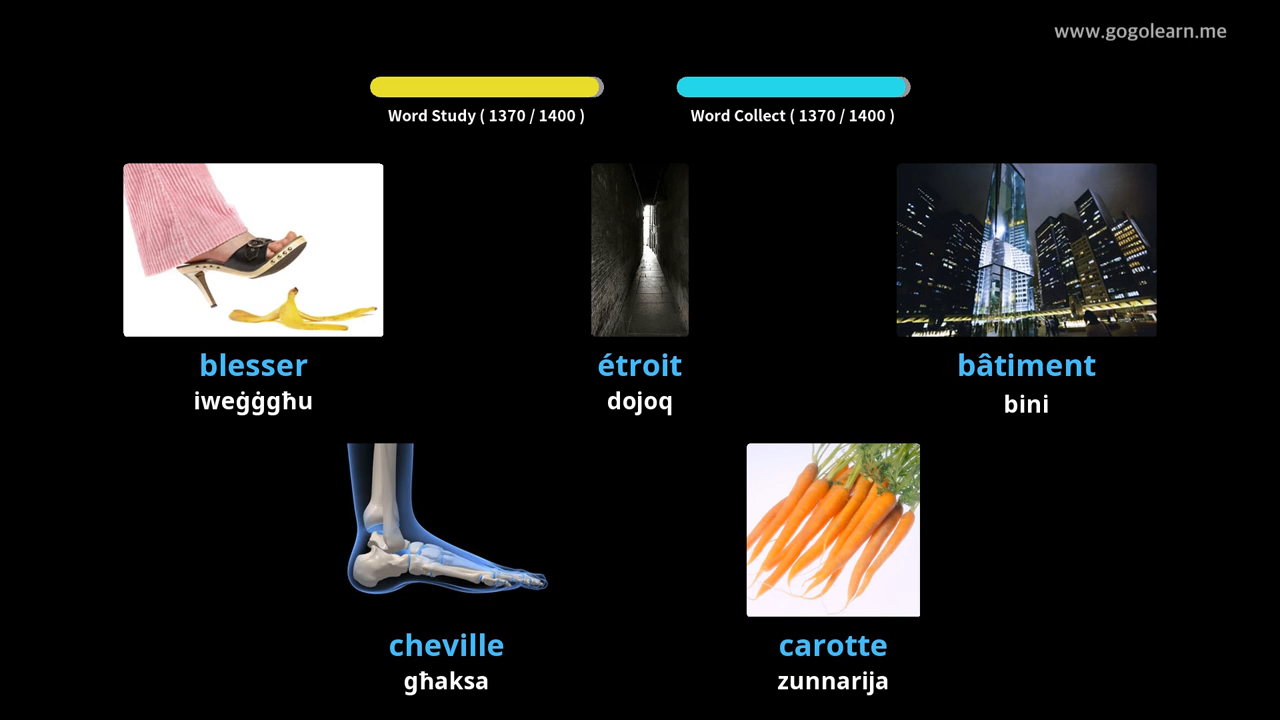 www.gogolearn.me
Word Study ( 1370 / 1400 )
Word Collect ( 1370 / 1400 )
blesser
iweġġgħu
étroit
dojoq
bâtiment
bini
cheville
għaksa
carotte
zunnarija